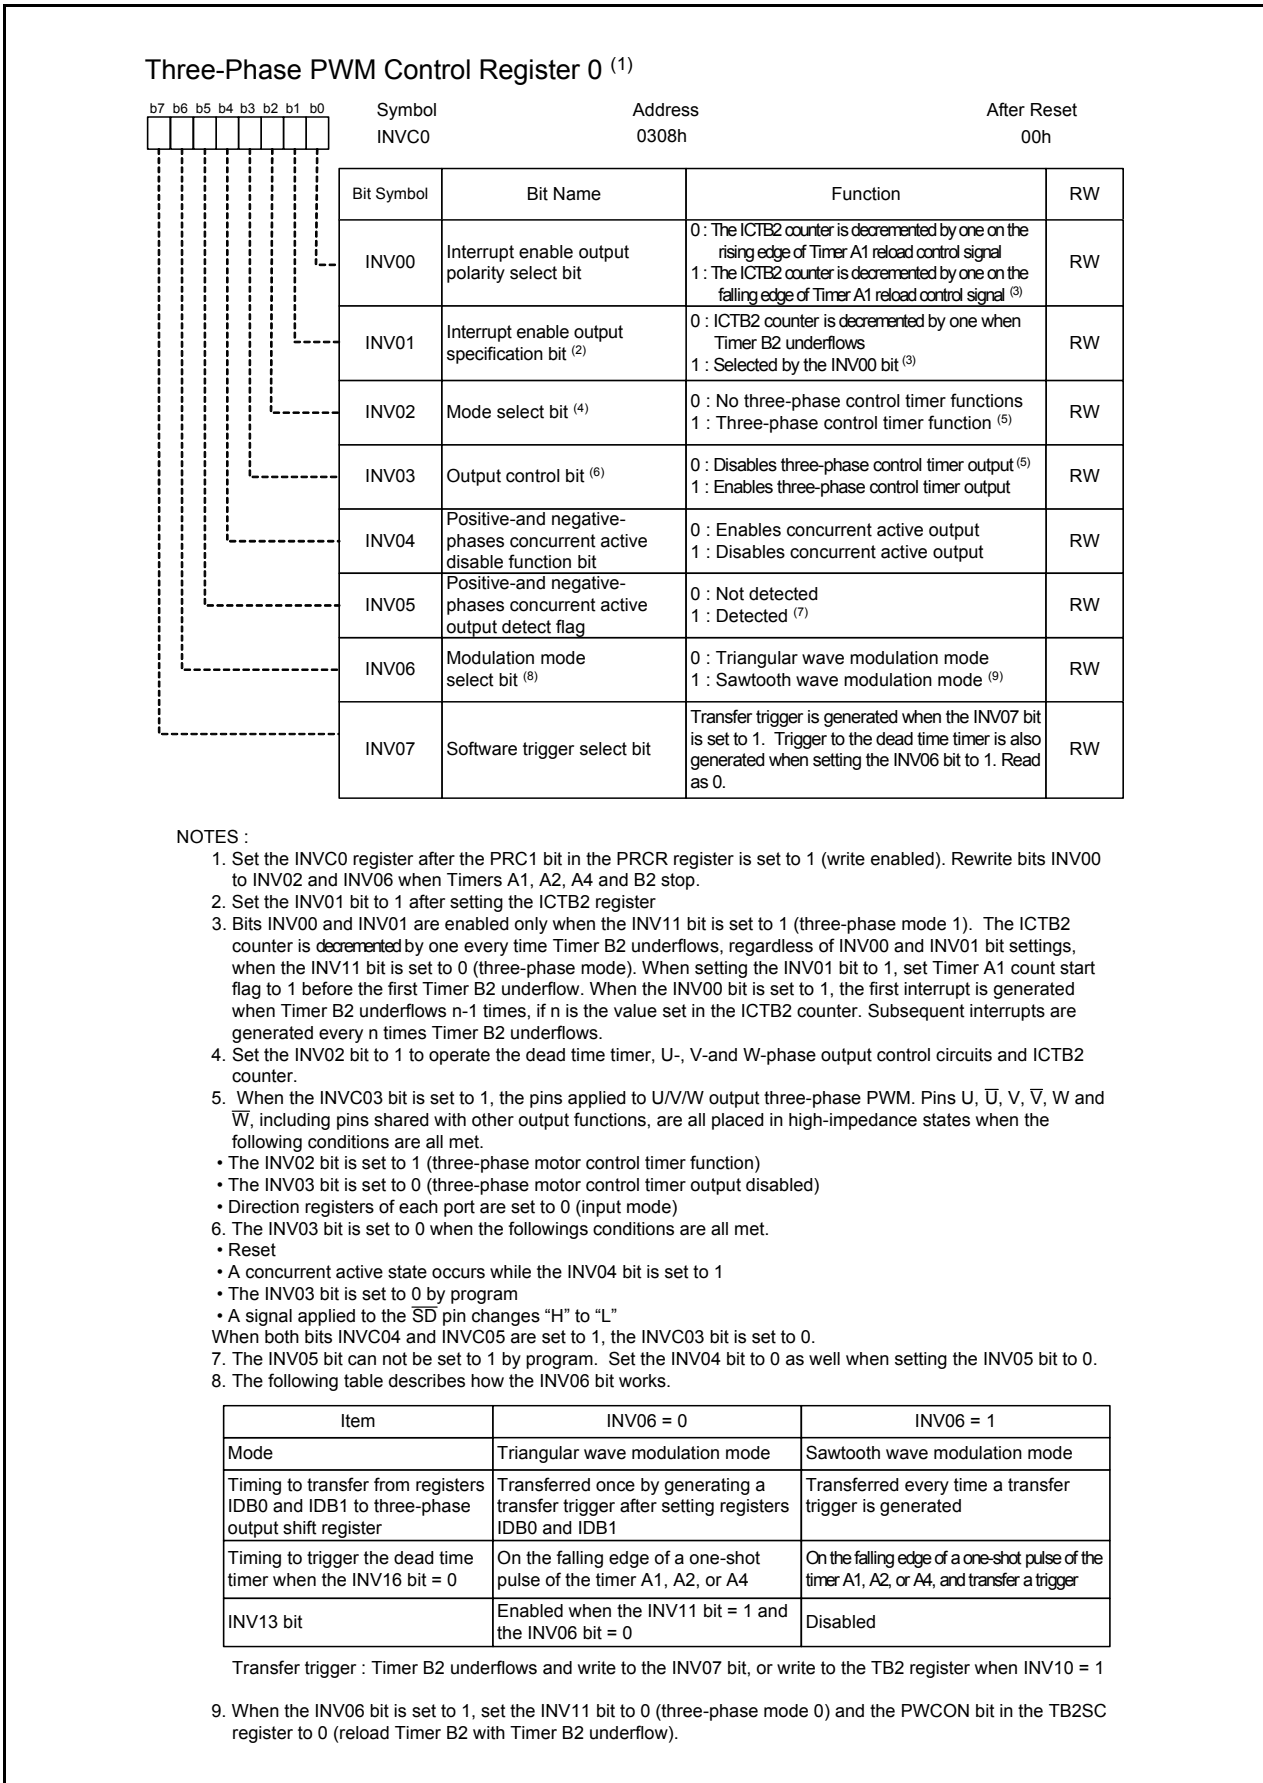 Three-Phase PWM Control Register 0 (1)
b7 b6 b5 b4 b3 b2 b1 b0
Symbol Address After Reset
INVC0 0308h 00h
Bit Symbol Bit Name Function RW
INV00 Interrupt enable output polarity select bit
0 : The ICTB2 counter is decremented by one on the
rising edge of Timer A1 reload control signal
1 : The ICTB2 counter is decremented by one on the
falling edge of Timer A1 reload control signal (3)
RW
INV01 Interrupt enable output specification bit (2)
0 : ICTB2 counter is decremented by one when
Timer B2 underflows
1 : Selected by the INV00 bit (3)
RW
INV02 Mode select bit (4)
0 : No three-phase control timer functions
1 : Three-phase control timer function (5)
RW
INV03 Output control bit (6)
0 : Disables three-phase control timer output (5)
1 : Enables three-phase control timer output
RW
INV04
Positive-and negative-
phases concurrent active
disable function bit
0 : Enables concurrent active output
1 : Disables concurrent active output
RW
INV05
Positive-and negative-
phases concurrent active
output detect flag
0 : Not detected
1 : Detected (7)
RW
INV06
Modulation mode
select bit (8)
0 : Triangular wave modulation mode
1 : Sawtooth wave modulation mode (9)
RW
INV07 Software trigger select bit
Transfer trigger is generated when the INV07 bit
is set to 1. Trigger to the dead time timer is also
generated when setting the INV06 bit to 1. Read
as 0.
RW
NOTES :
1. Set the INVC0 register after the PRC1 bit in the PRCR register is set to 1 (write enabled). Rewrite bits INV00
to INV02 and INV06 when Timers A1, A2, A4 and B2 stop.
2. Set the INV01 bit to 1 after setting the ICTB2 register
3. Bits INV00 and INV01 are enabled only when the INV11 bit is set to 1 (three-phase mode 1). The ICTB2
counter is decremented by one every time Timer B2 underflows, regardless of INV00 and INV01 bit settings,
when the INV11 bit is set to 0 (three-phase mode). When setting the INV01 bit to 1, set Timer A1 count start
flag to 1 before the first Timer B2 underflow. When the INV00 bit is set to 1, the first interrupt is generated
when Timer B2 underflows n-1 times, if n is the value set in the ICTB2 counter. Subsequent interrupts are
generated every n times Timer B2 underflows.
4. Set the INV02 bit to 1 to operate the dead time timer, U-, V-and W-phase output control circuits and ICTB2
counter.
5. When the INVC03 bit is set to 1, the pins applied to U/V/W output three-phase PWM. Pins U, U̅, V, V̅, W and
W̅, including pins shared with other output functions, are all placed in high-impedance states when the
following conditions are all met.
• The INV02 bit is set to 1 (three-phase motor control timer function)
• The INV03 bit is set to 0 (three-phase motor control timer output disabled)
• Direction registers of each port are set to 0 (input mode)
6. The INV03 bit is set to 0 when the followings conditions are all met.
• Reset
• A concurrent active state occurs while the INV04 bit is set to 1
• The INV03 bit is set to 0 by program
• A signal applied to the S̅D̅ pin changes “H” to “L”
When both bits INVC04 and INVC05 are set to 1, the INVC03 bit is set to 0.
7. The INV05 bit can not be set to 1 by program. Set the INV04 bit to 0 as well when setting the INV05 bit to 0.
8. The following table describes how the INV06 bit works.
Item INV06 = 0 INV06 = 1
Mode Triangular wave modulation mode Sawtooth wave modulation mode
Timing to transfer from registers Transferred once by generating a Transferred every time a transfer
IDB0 and IDB1 to three-phase transfer trigger after setting registers trigger is generated
output shift register IDB0 and IDB1
Timing to trigger the dead time On the falling edge of a one-shot On the falling edge of a one-shot pulse of the
timer when the INV16 bit = 0 pulse of the timer A1, A2, or A4 timer A1, A2, or A4, and transfer a trigger
INV13 bit Enabled when the INV11 bit = 1 and the INV06 bit = 0 Disabled
Transfer trigger : Timer B2 underflows and write to the INV07 bit, or write to the TB2 register when INV10 = 1
9. When the INV06 bit is set to 1, set the INV11 bit to 0 (three-phase mode 0) and the PWCON bit in the TB2SC
register to 0 (reload Timer B2 with Timer B2 underflow).